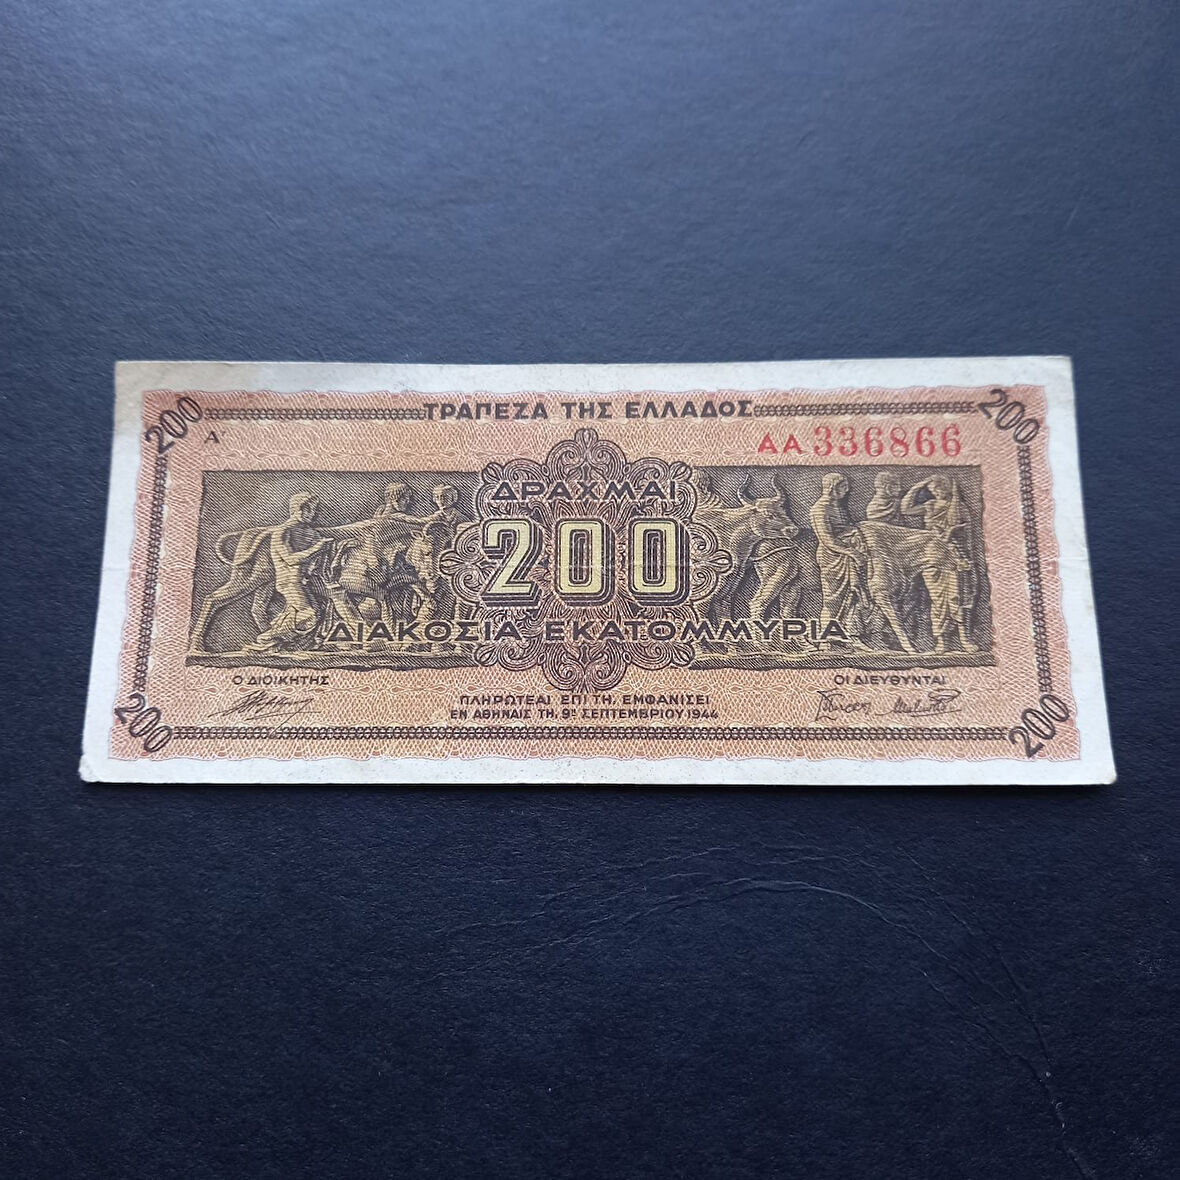 200 ΤΡΑΠΕΖΑ ΤΗΣ ΕΛΛΑΔΟΣ 200
Α'
ΑΑ 336866
ΔΡΑΧΜΑΙ
200
ΔΙΑΚΟΣΙΑ ΕΚΑΤΟΜΜΥΡΙΑ
Ο ΔΙΟΙΚΗΤΗΣ
ΟΙ ΔΙΕΥΘΥΝΤΑΙ
ΠΛΗΡΩΤΕΑΙ ΕΠΙ ΤΗ, ΕΜΦΑΝΙΣΕΙ
ΕΝ ΑΘΗΝΑΙΣ ΤΗ, 9ῃ ΣΕΠΤΕΜΒΡΙΟΥ 1944
200 200